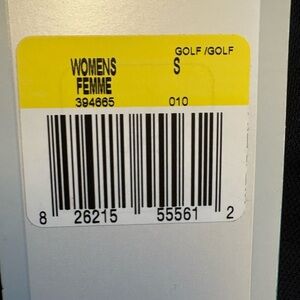 GOLF /GOLF
WOMENS S
FEMME
394665 010
8 26215 55561 2